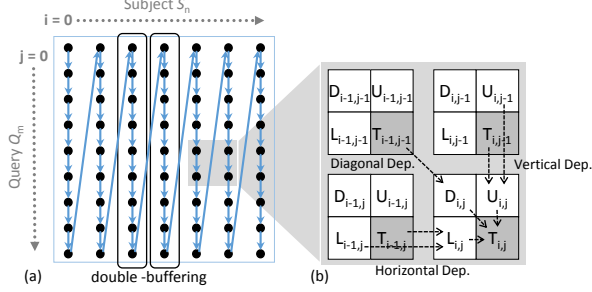 Subject Sn
i = 0
j = 0
Query Qm
(a)
double -buffering
Di-1,j-1 Ui-1,j-1
Li-1,j-1 Ti-1,j-1
Di,j-1 Ui,j-1
Li,j-1 Ti,j-1
Diagonal Dep.
Vertical Dep.
Di-1,j Ui-1,j
Li-1,j Ti-1,j
Di,j Ui,j
Li,j Ti,j
(b)
Horizontal Dep.